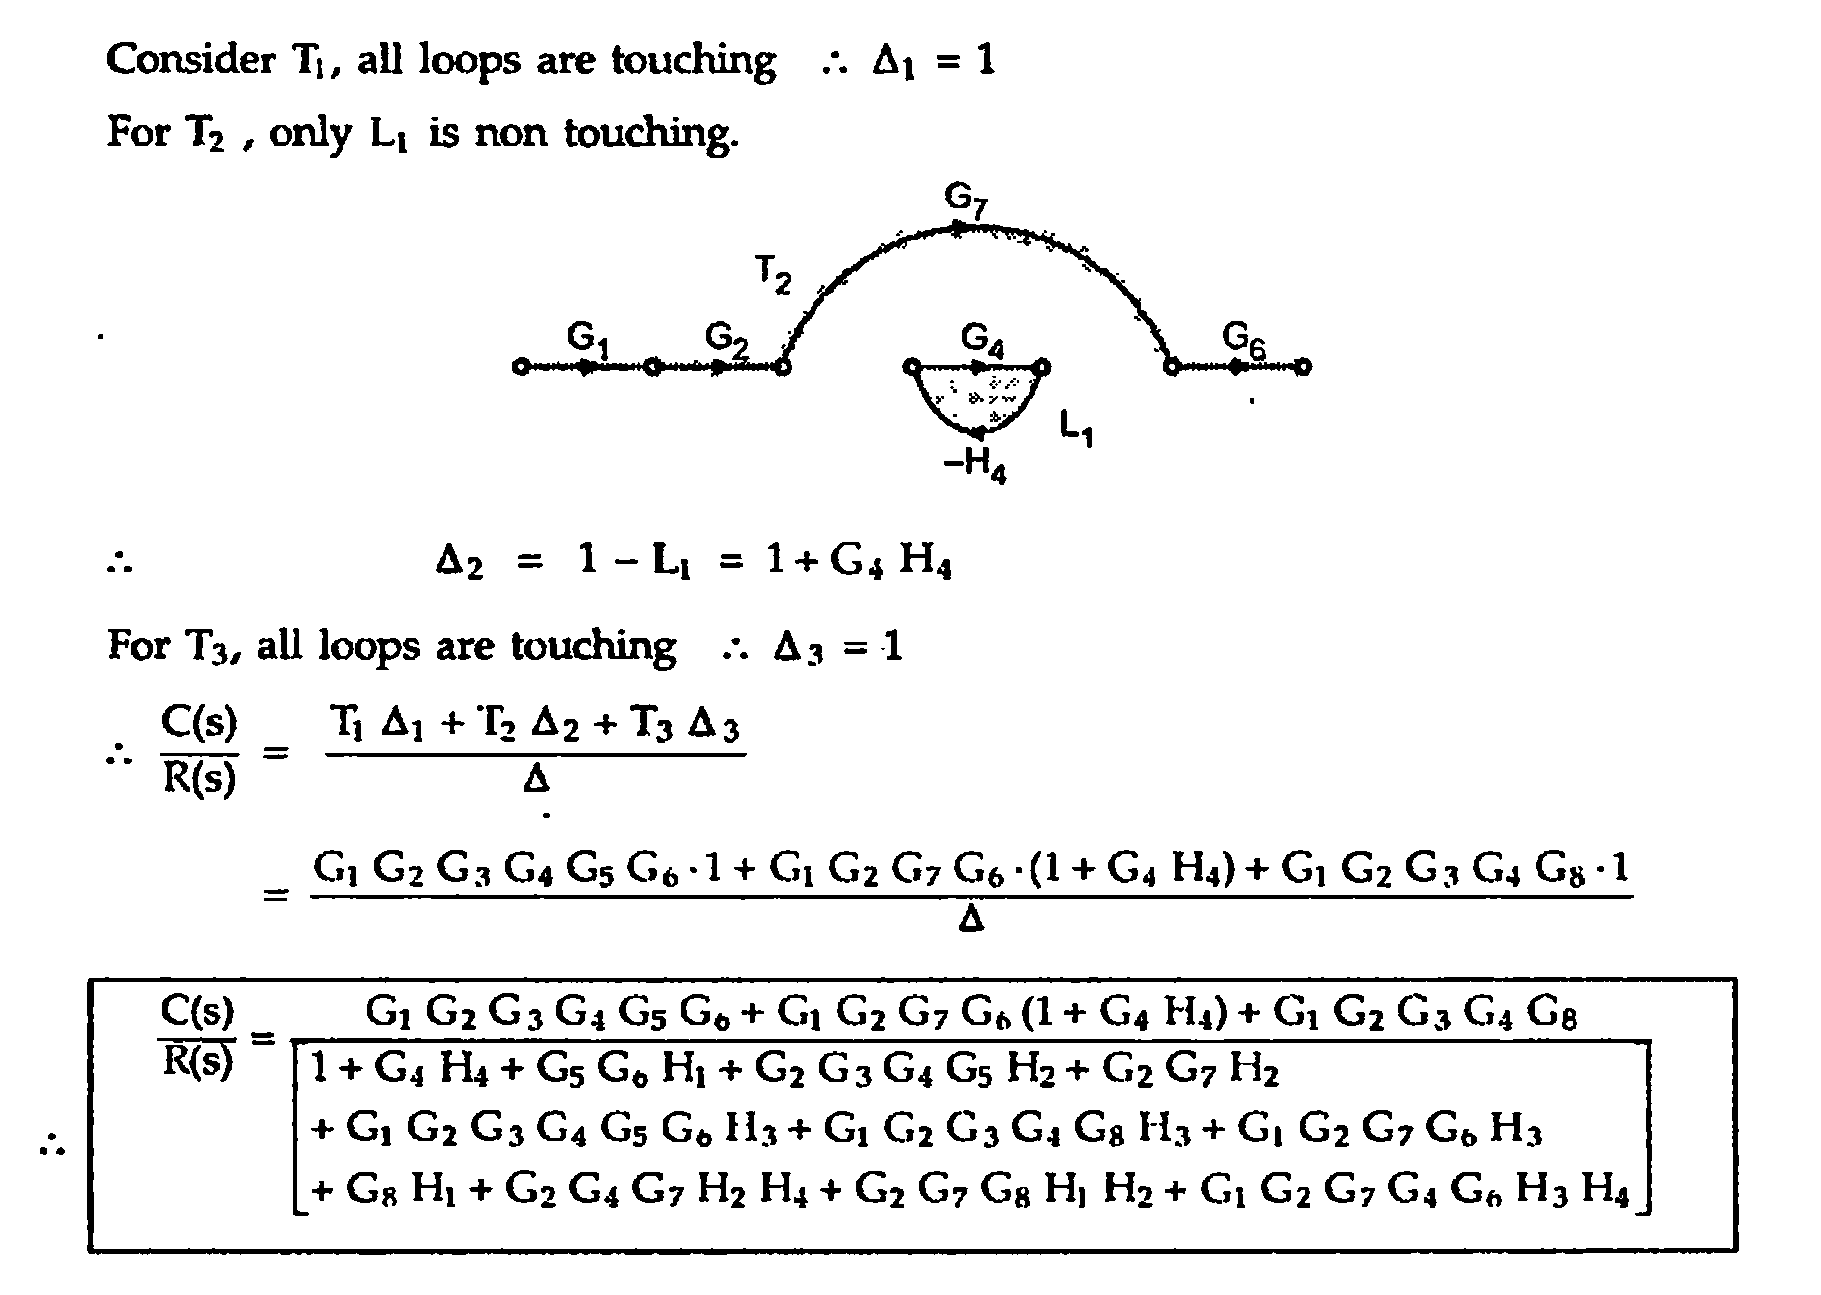 Consider T₁, all loops are touching ∴ Δ₁ = 1
For T₂ , only L₁ is non touching.
G₇
T₂
G₁ G₂ G₄ G₆
L₁
–H₄
∴ Δ₂ = 1 – L₁ = 1 + G₄ H₄
For T₃, all loops are touching ∴ Δ₃ = 1
∴ C(s)/R(s) = (T₁ Δ₁ + T₂ Δ₂ + T₃ Δ₃) / Δ
= (G₁ G₂ G₃ G₄ G₅ G₆ · 1 + G₁ G₂ G₇ G₆ · (1 + G₄ H₄) + G₁ G₂ G₃ G₄ G₈ · 1) / Δ
C(s)/R(s) = G₁ G₂ G₃ G₄ G₅ G₆ + G₁ G₂ G₇ G₆ (1 + G₄ H₄) + G₁ G₂ G₃ G₄ G₈
1 + G₄ H₄ + G₅ G₆ H₁ + G₂ G₃ G₄ G₅ H₂ + G₂ G₇ H₂
∴ + G₁ G₂ G₃ G₄ G₅ G₆ H₃ + G₁ G₂ G₃ G₄ G₈ H₃ + G₁ G₂ G₇ G₆ H₃
+ G₈ H₁ + G₂ G₄ G₇ H₂ H₄ + G₂ G₇ G₈ H₁ H₂ + G₁ G₂ G₇ G₄ G₆ H₃ H₄